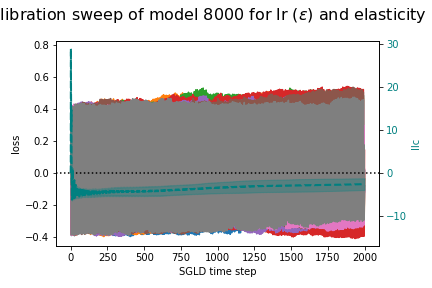 libration sweep of model 8000 for lr (ε) and elasticity
0.8
0.6
0.4
0.2
0.0
−0.2
−0.4
loss
30
20
10
0
−10
llc
0 250 500 750 1000 1250 1500 1750 2000
SGLD time step